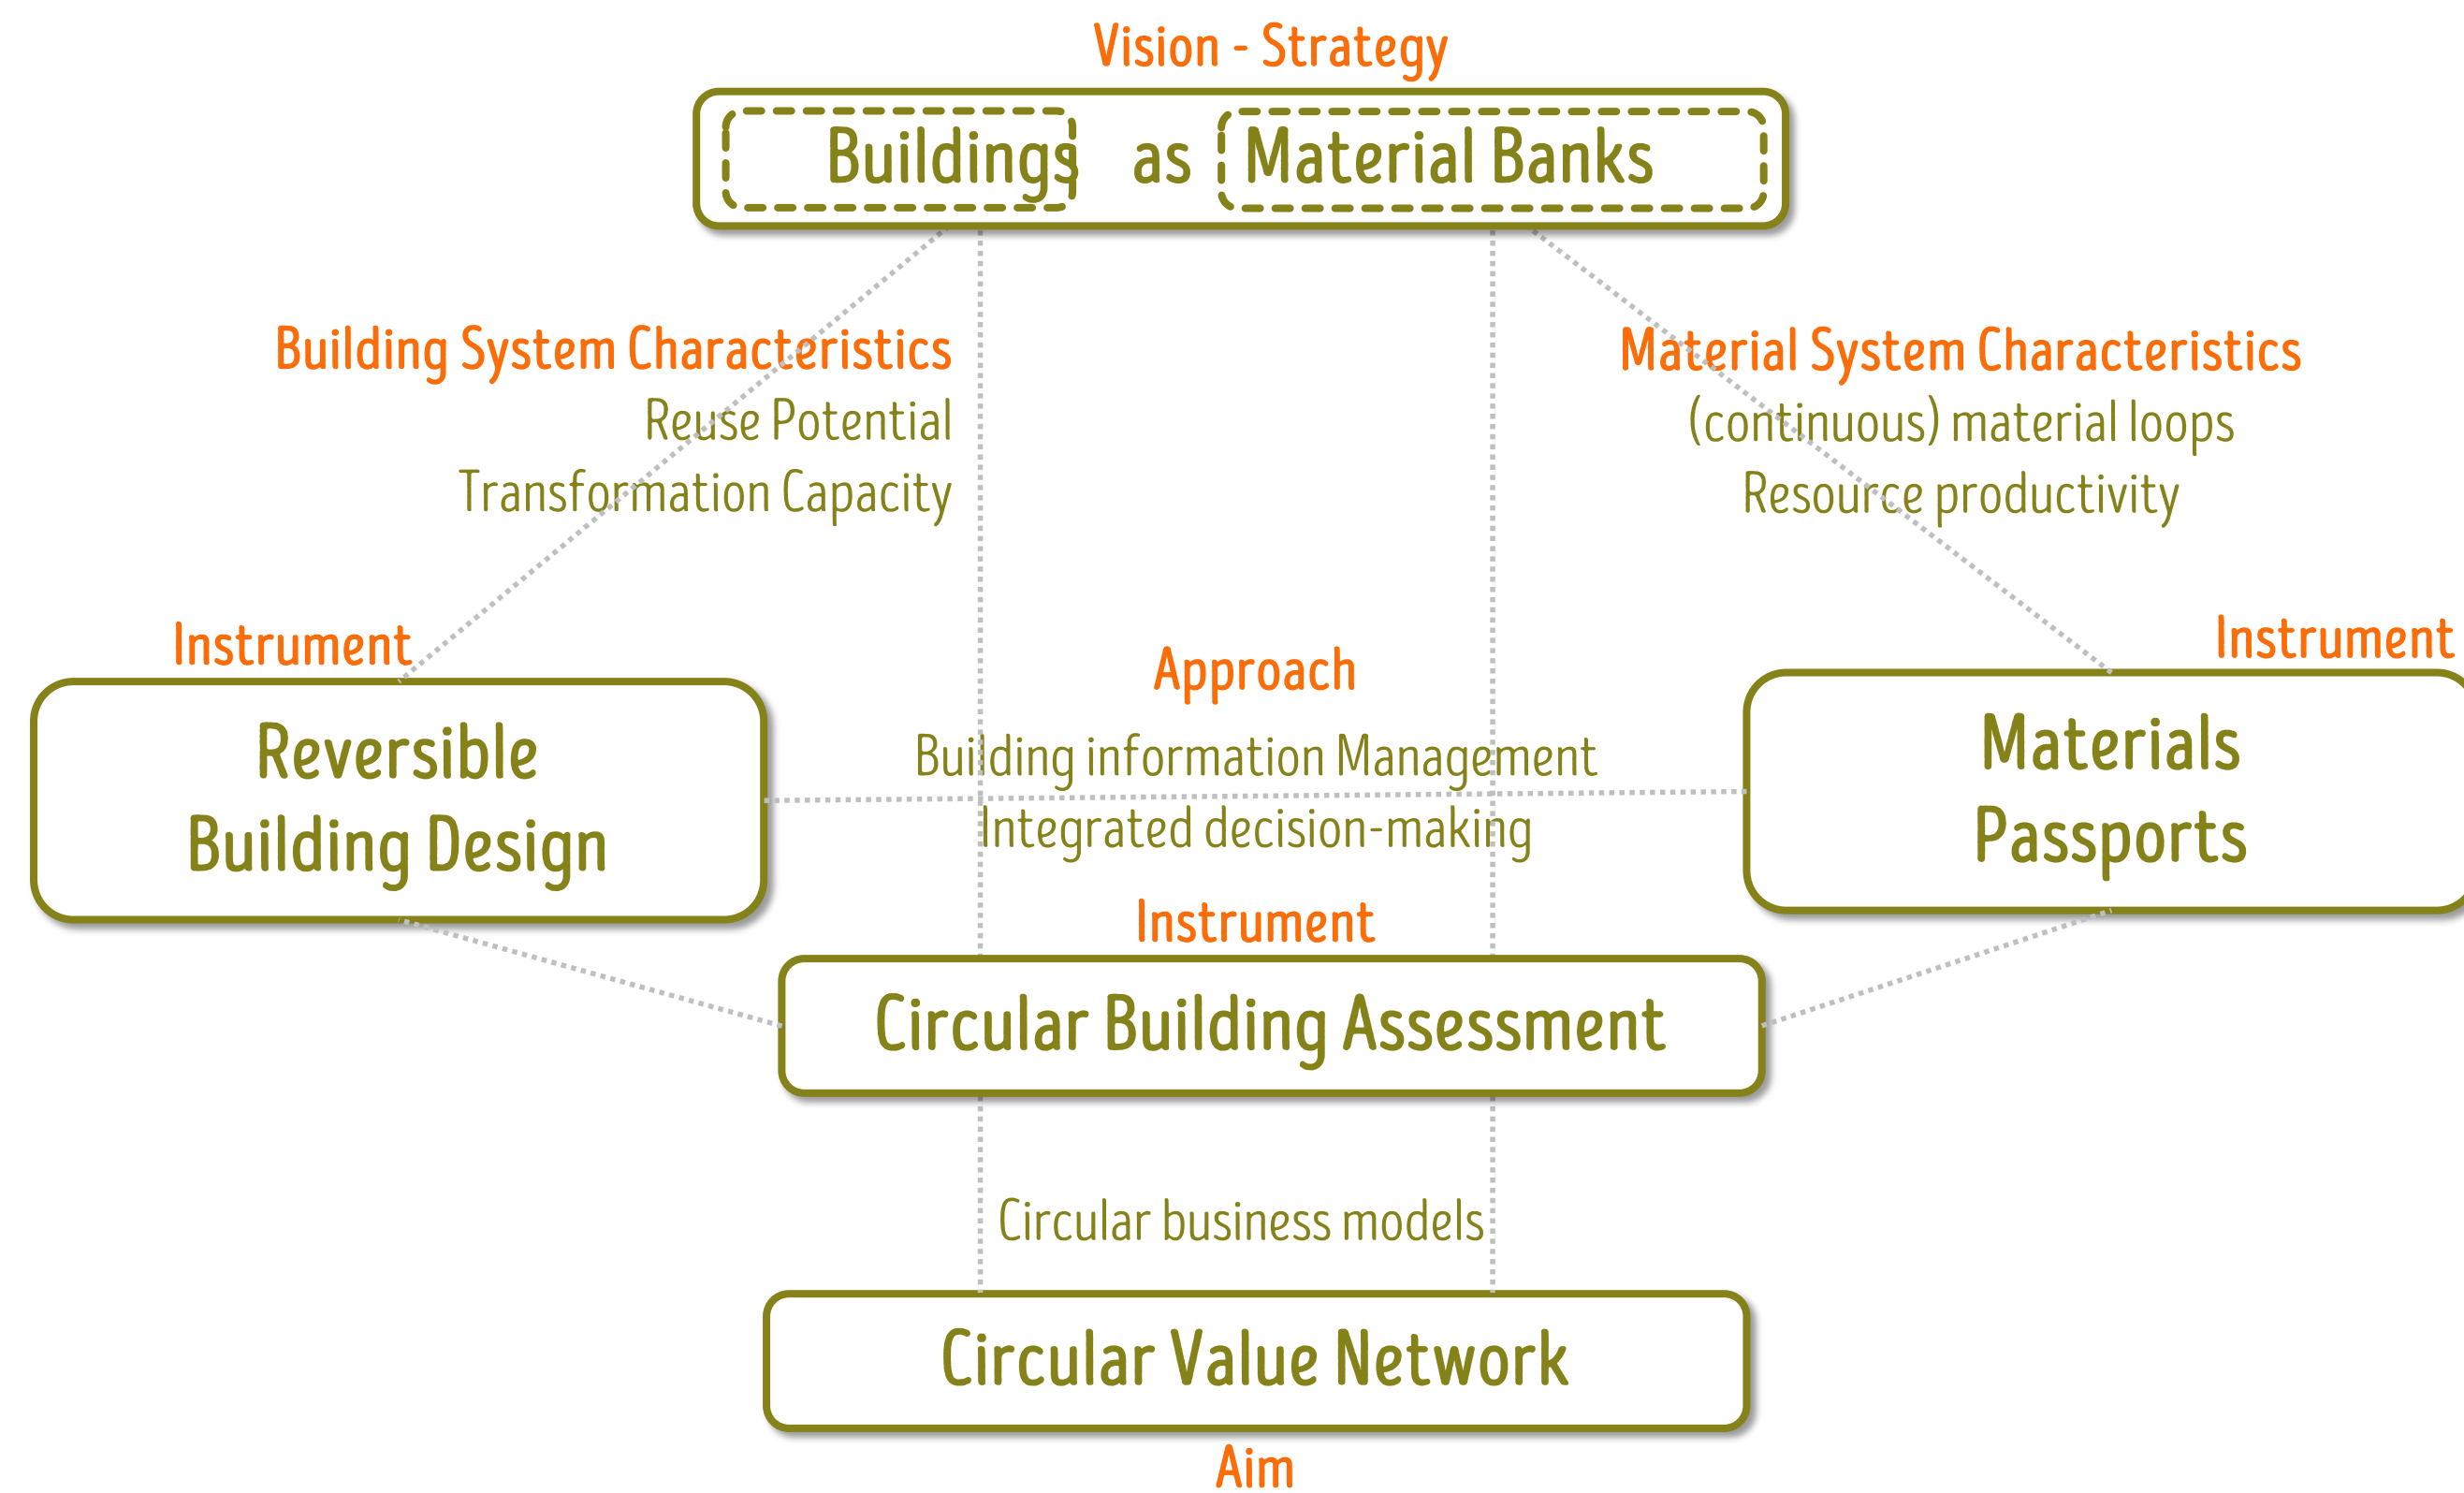 Vision - Strategy
Buildings as Material Banks
Building System Characteristics
Reuse Potential
Transformation Capacity
Material System Characteristics
(continuous) material loops
Resource productivity
Instrument
Reversible
Building Design
Approach
Building information Management
Integrated decision-making
Instrument
Materials
Passports
Instrument
Circular Building Assessment
Circular business models
Circular Value Network
Aim